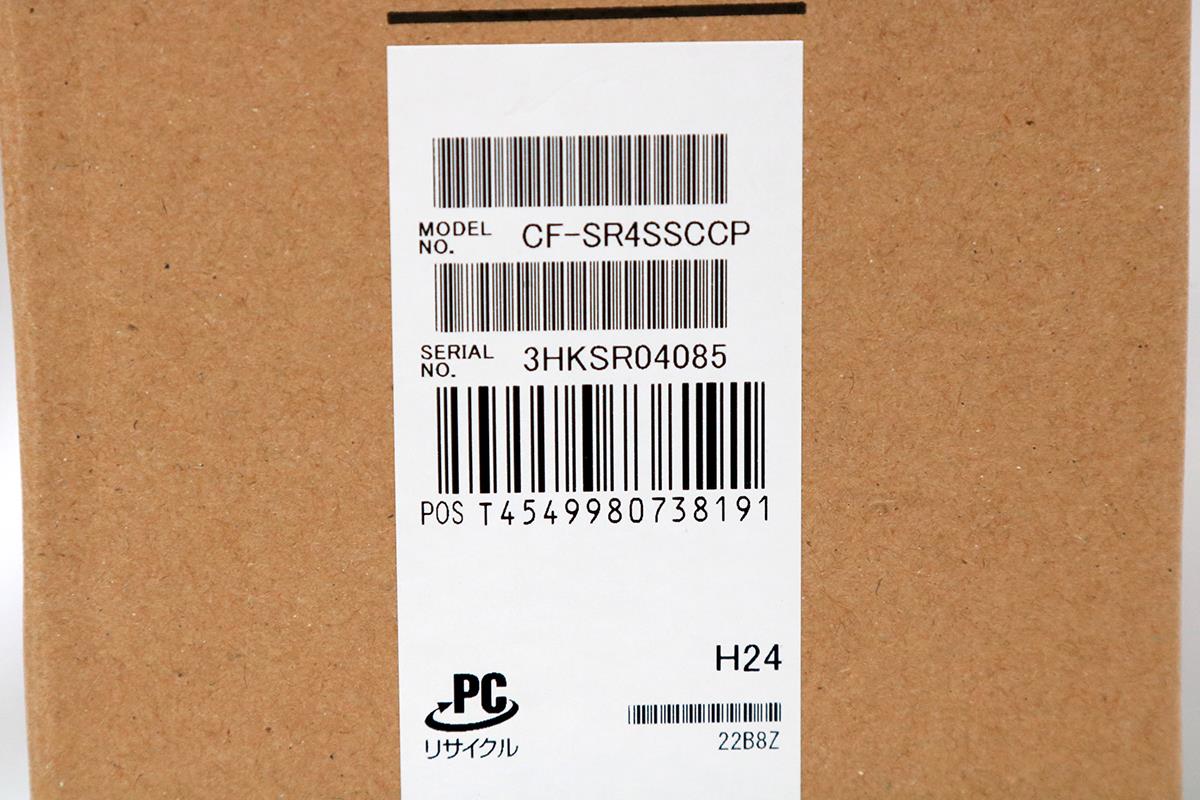 MODEL NO. CF-SR4SSCCP
SERIAL NO. 3HKSR04085
POS T4549980738191
H24
PC
リサイクル
22B8Z